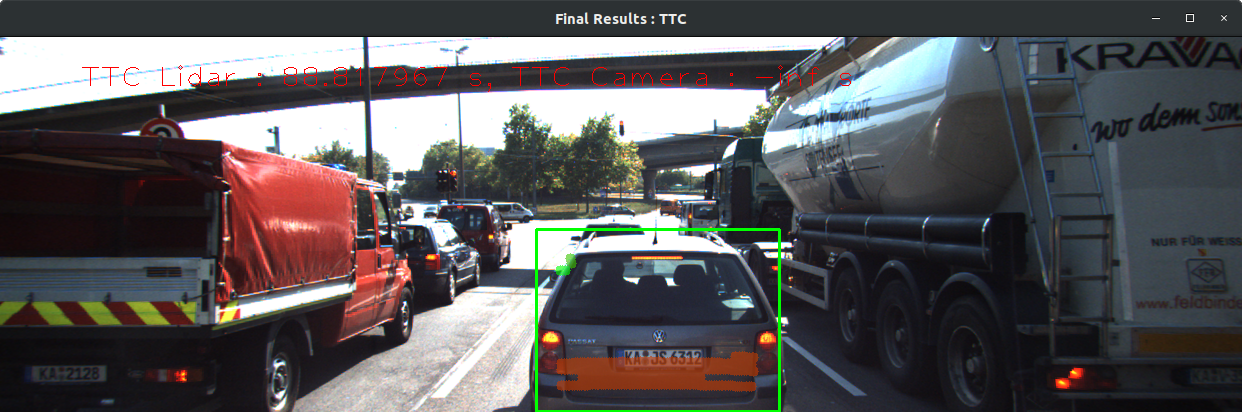 Final Results : TTC
TTC Lidar : 88.817967 s, TTC Camera : -inf s
KRAVAG
wo denn son
NUR FÜR WEISS
www.feldbinde
PASSAT
KA JS 6312
KA 2128